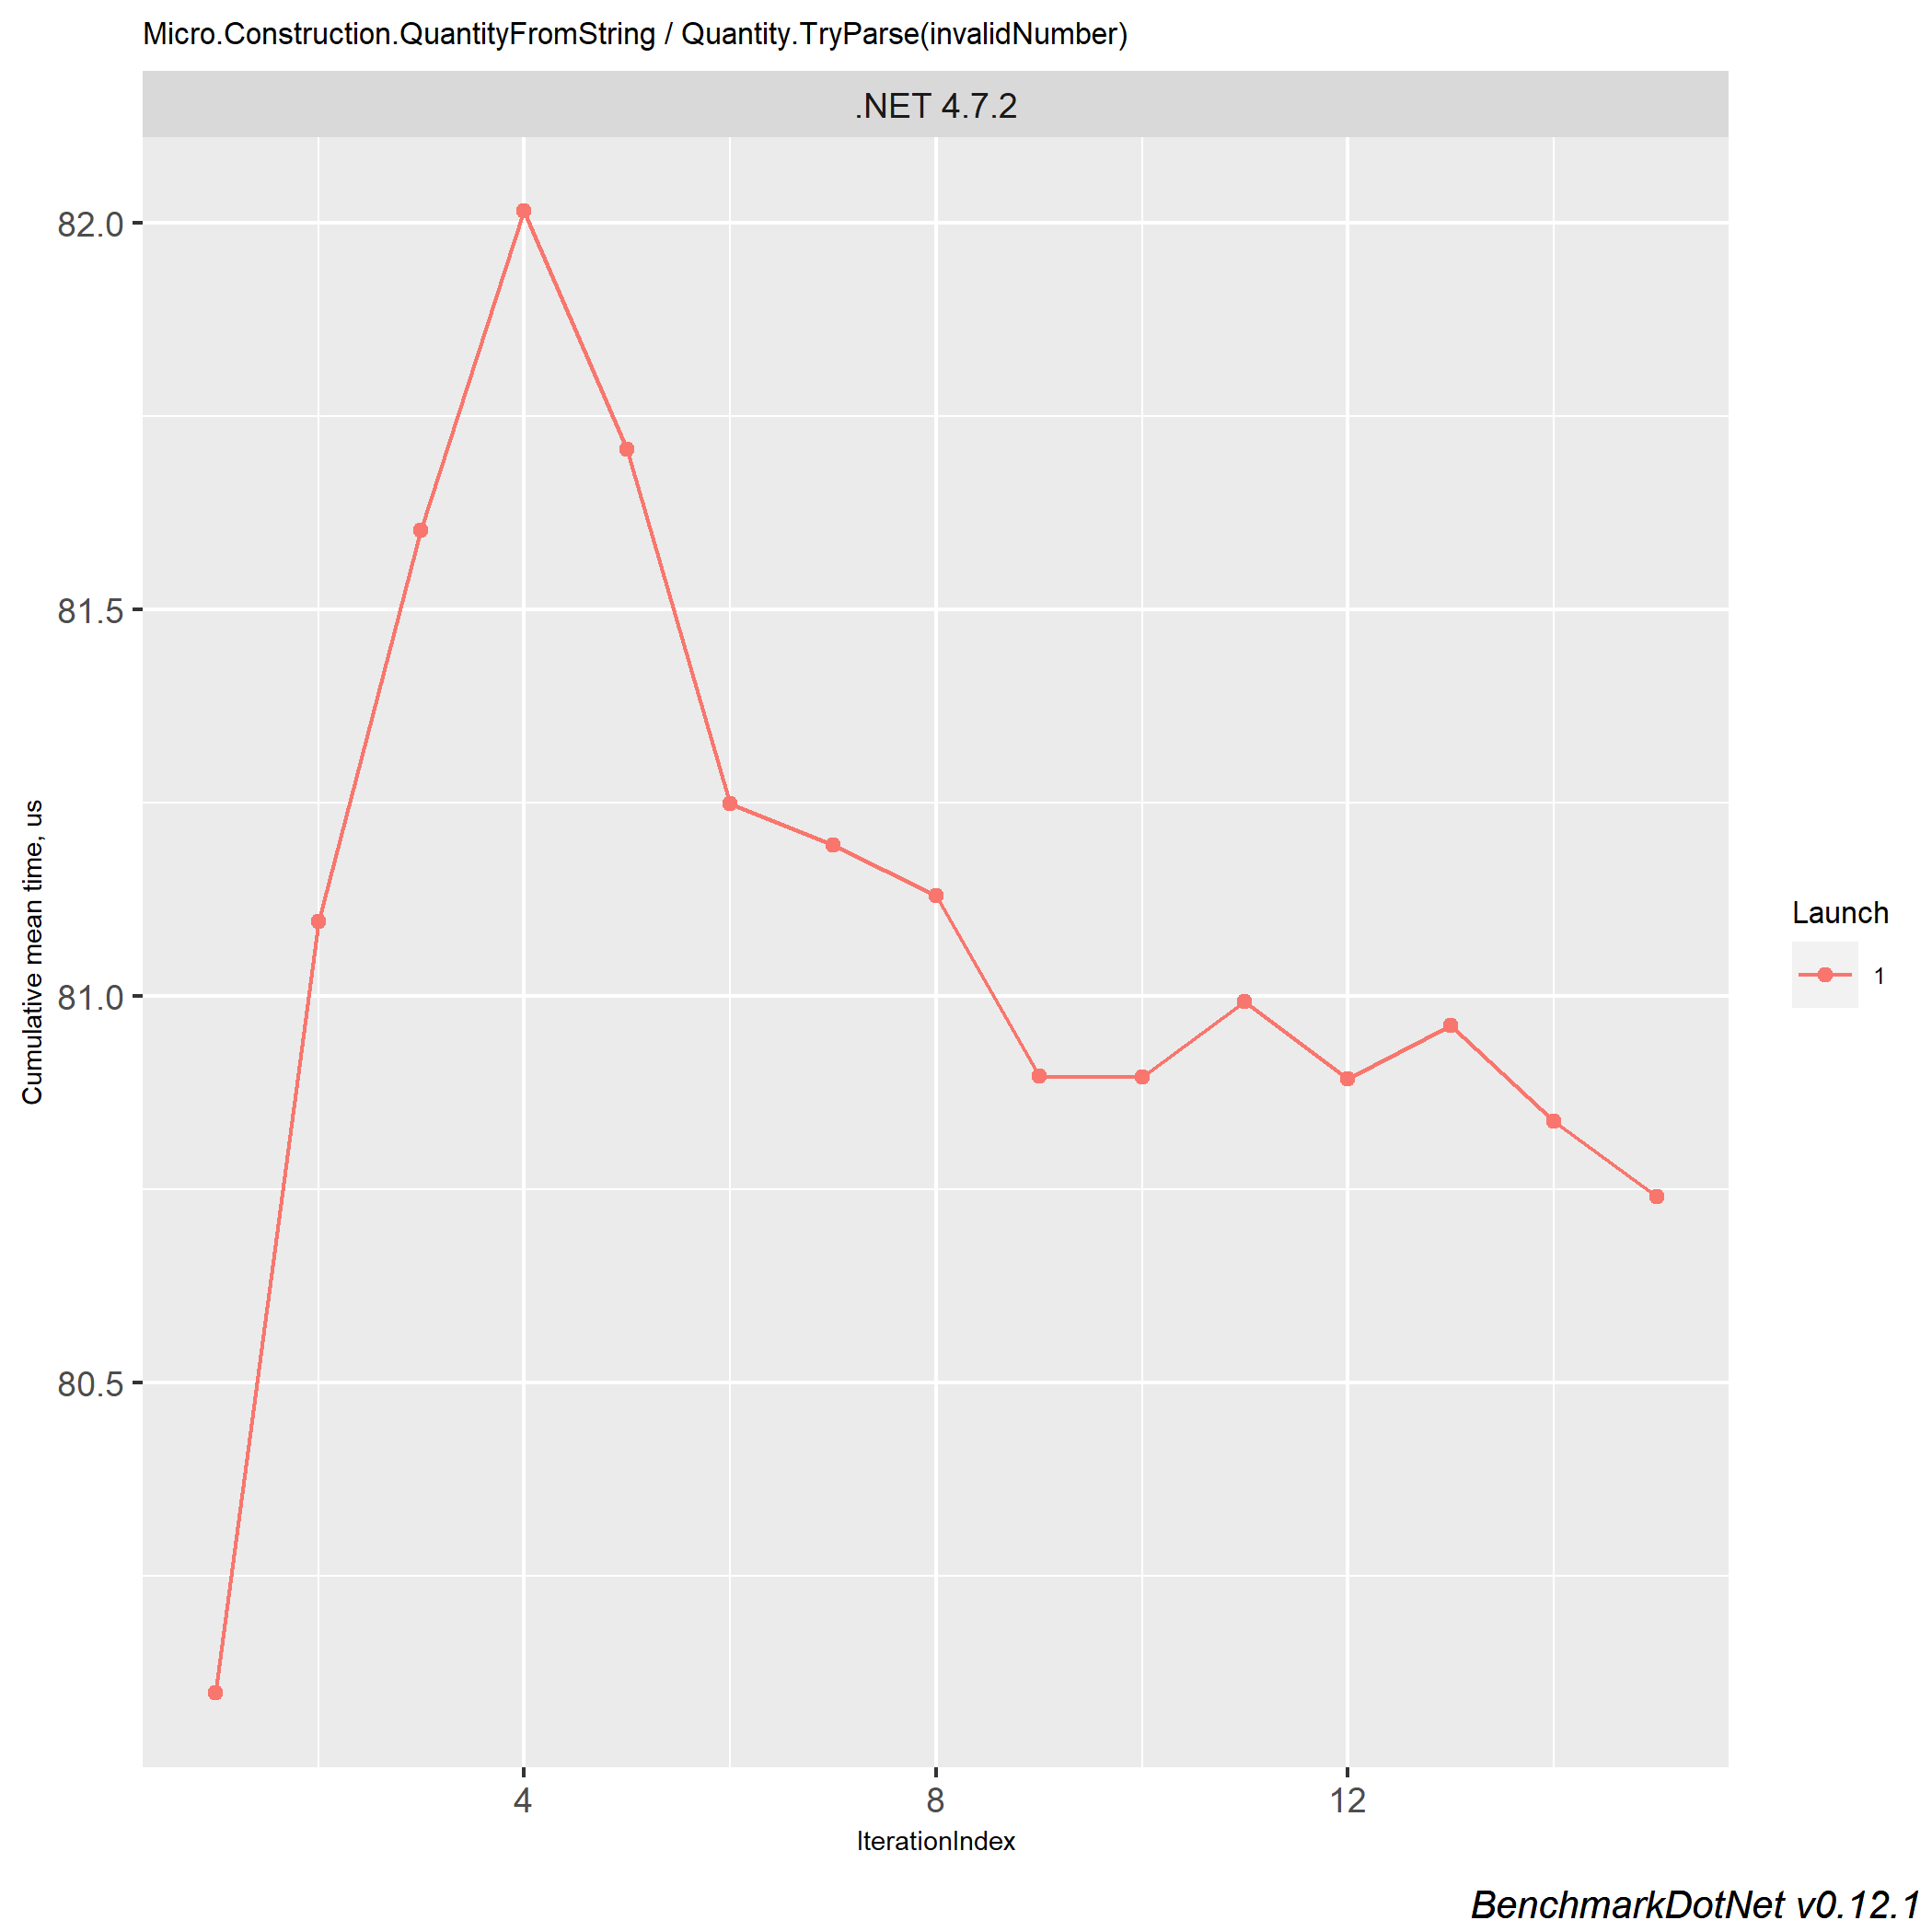 Micro.Construction.QuantityFromString / Quantity.TryParse(invalidNumber)
.NET 4.7.2
82.0
81.5
81.0
80.5
Cumulative mean time, us
4
8
12
IterationIndex
Launch
1
BenchmarkDotNet v0.12.1